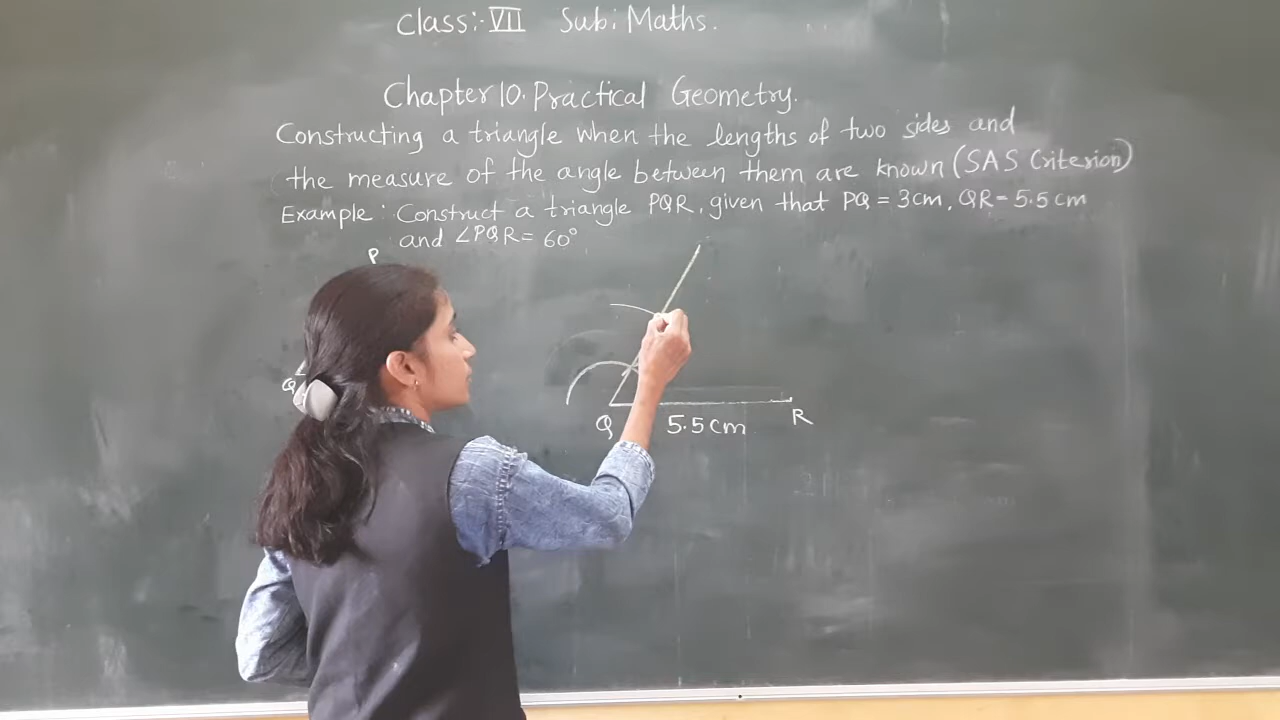 Class:-VII Sub: Maths.
Chapter 10. Practical Geometry.
Constructing a triangle when the lengths of two sides and
the measure of the angle between them are known (SAS Criterion)
Example: Construct a triangle PQR, given that PQ = 3cm, QR = 5.5 cm
and ∠PQR = 60°
P
Q
Q 5.5cm R